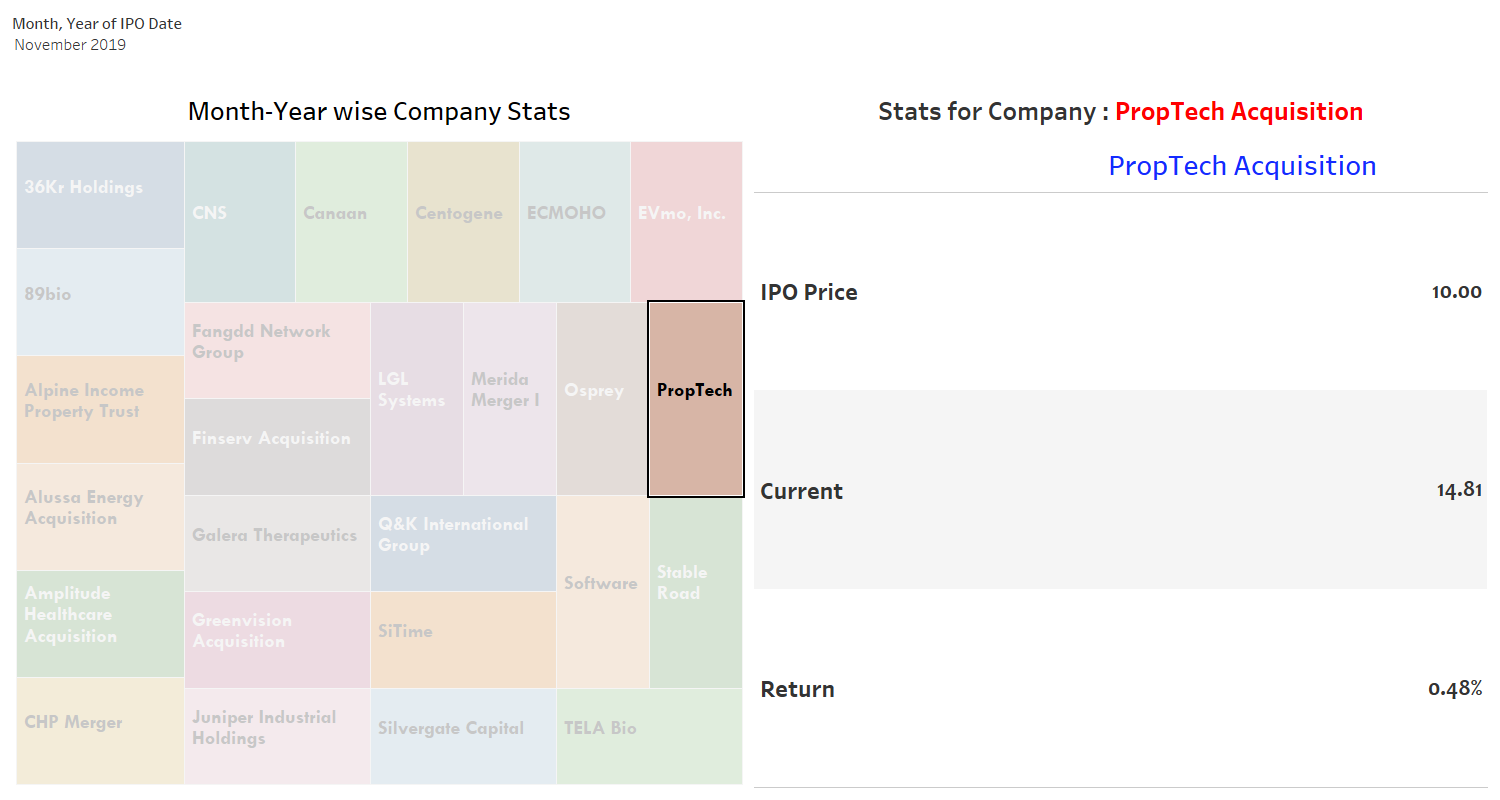 Month, Year of IPO Date
November 2019
Month-Year wise Company Stats
36Kr Holdings
89bio
Alpine Income
Property Trust
Alussa Energy
Acquisition
Amplitude
Healthcare
Acquisition
CHP Merger
CNS
Canaan
Centogene
ECMOHO
EVmo, Inc.
Fangdd Network
Group
Finserv Acquisition
Galera Therapeutics
Greenvision
Acquisition
Juniper Industrial
Holdings
LGL
Systems
Merida
Merger I
Osprey
PropTech
Q&K International
Group
SiTime
Silvergate Capital
Software
Stable
Road
TELA Bio
Stats for Company : PropTech Acquisition
PropTech Acquisition
IPO Price 10.00
Current 14.81
Return 0.48%